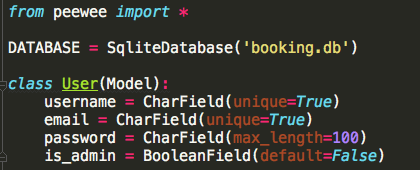 from peewee import *
DATABASE = SqliteDatabase('booking.db')
class User(Model):
username = CharField(unique=True)
email = CharField(unique=True)
password = CharField(max_length=100)
is_admin = BooleanField(default=False)